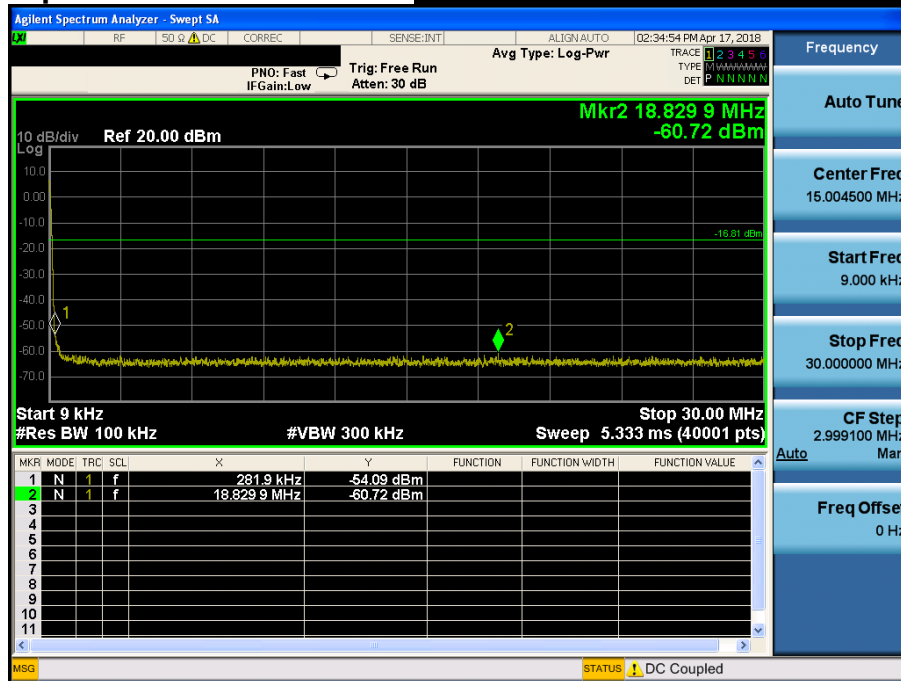 Agilent Spectrum Analyzer - Swept SA
LXI RF 50 Ω DC CORREC SENSE:INT ALIGN AUTO 02:34:54 PM Apr 17, 2018
Avg Type: Log-Pwr TRACE 1 2 3 4 5 6
PNO: Fast Trig: Free Run TYPE M WWWWW
IFGain:Low Atten: 30 dB DET P N N N N N
Mkr2 18.829 9 MHz
-60.72 dBm
10 dB/div Ref 20.00 dBm
Log
10.0
0.00
-10.0
-16.81 dBm
-20.0
-30.0
-40.0
1
-50.0
2
-60.0
-70.0
Start 9 kHz Stop 30.00 MHz
#Res BW 100 kHz #VBW 300 kHz Sweep 5.333 ms (40001 pts)
MKR MODE TRC SCL X Y FUNCTION FUNCTION WIDTH FUNCTION VALUE
1 N 1 f 281.9 kHz -54.09 dBm
2 N 1 f 18.829 9 MHz -60.72 dBm
3
4
5
6
7
8
9
10
11
MSG STATUS DC Coupled
Frequency
Auto Tune
Center Freq
15.004500 MHz
Start Freq
9.000 kHz
Stop Freq
30.000000 MHz
CF Step
2.999100 MHz
Auto Man
Freq Offset
0 Hz